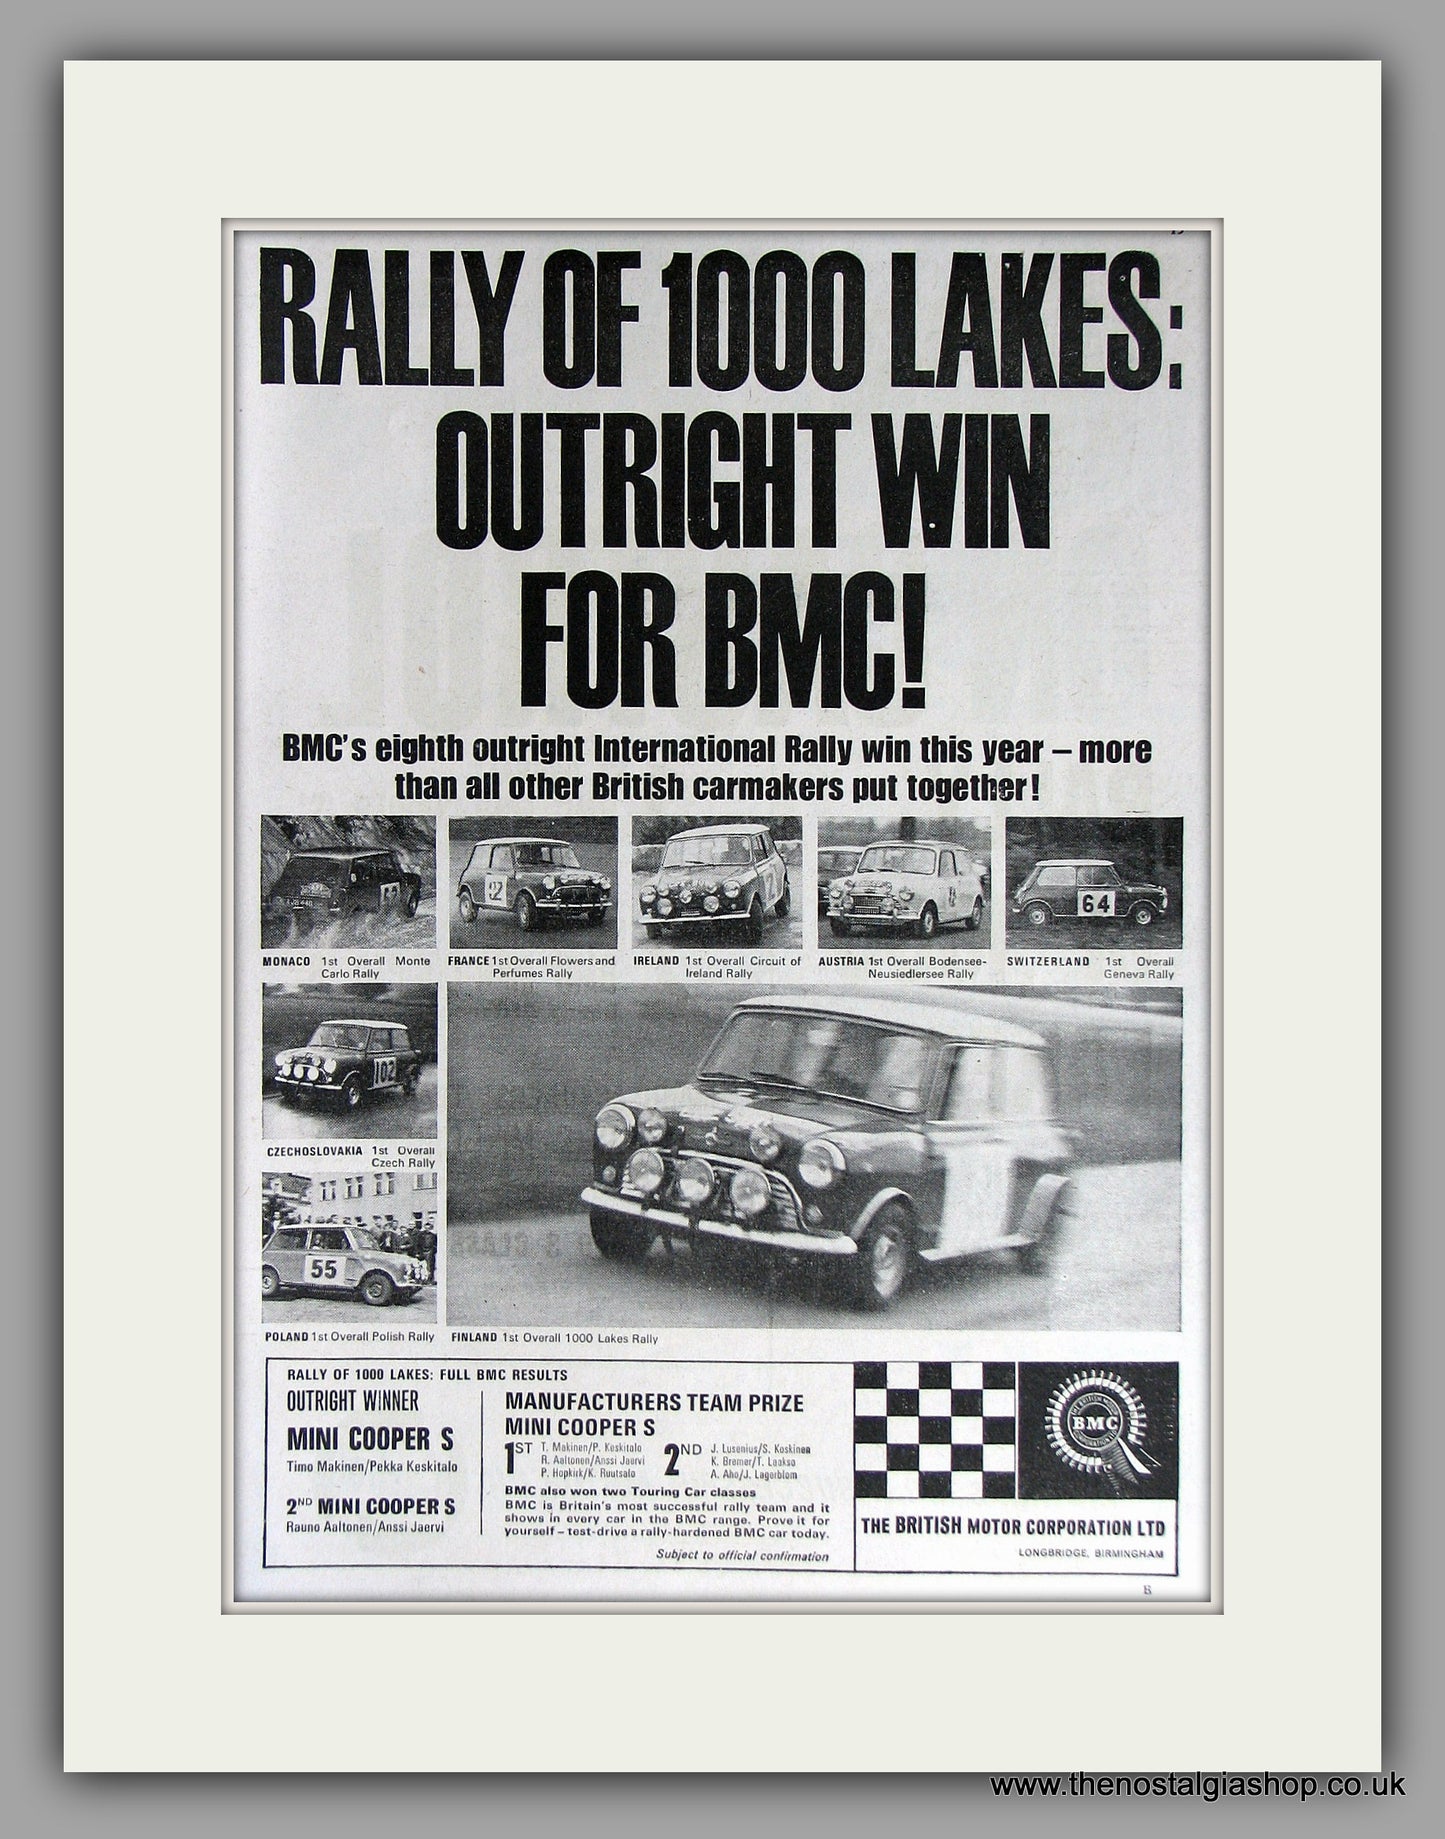 RALLY OF 1000 LAKES:
OUTRIGHT WIN
FOR BMC!
BMC's eighth outright International Rally win this year – more
than all other British carmakers put together!
MONACO 1st Overall Monte
Carlo Rally
FRANCE 1st Overall Flowers and
Perfumes Rally
IRELAND 1st Overall Circuit of
Ireland Rally
AUSTRIA 1st Overall Bodensee-
Neusiedlersee Rally
64
SWITZERLAND 1st Overall
Geneva Rally
102
CZECHOSLOVAKIA 1st Overall
Czech Rally
55
POLAND 1st Overall Polish Rally
FINLAND 1st Overall 1000 Lakes Rally
RALLY OF 1000 LAKES: FULL BMC RESULTS
OUTRIGHT WINNER
MINI COOPER S
Timo Makinen/Pekka Keskitalo
2ND MINI COOPER S
Rauno Aaltonen/Anssi Jaervi
MANUFACTURERS TEAM PRIZE
MINI COOPER S
1ST T. Makinen/P. Keskitalo
R. Aaltonen/Anssi Jaervi
P. Hopkirk/K. Ruutsalo
2ND J. Lusenius/S. Koskinen
K. Bremer/T. Laakso
A. Aho/J. Lagerblom
BMC also won two Touring Car classes
BMC is Britain's most successful rally team and it
shows in every car in the BMC range. Prove it for
yourself – test-drive a rally-hardened BMC car today.
Subject to official confirmation
BMC
THE BRITISH MOTOR CORPORATION LTD
LONGBRIDGE, BIRMINGHAM
www.thenostalgiashop.co.uk